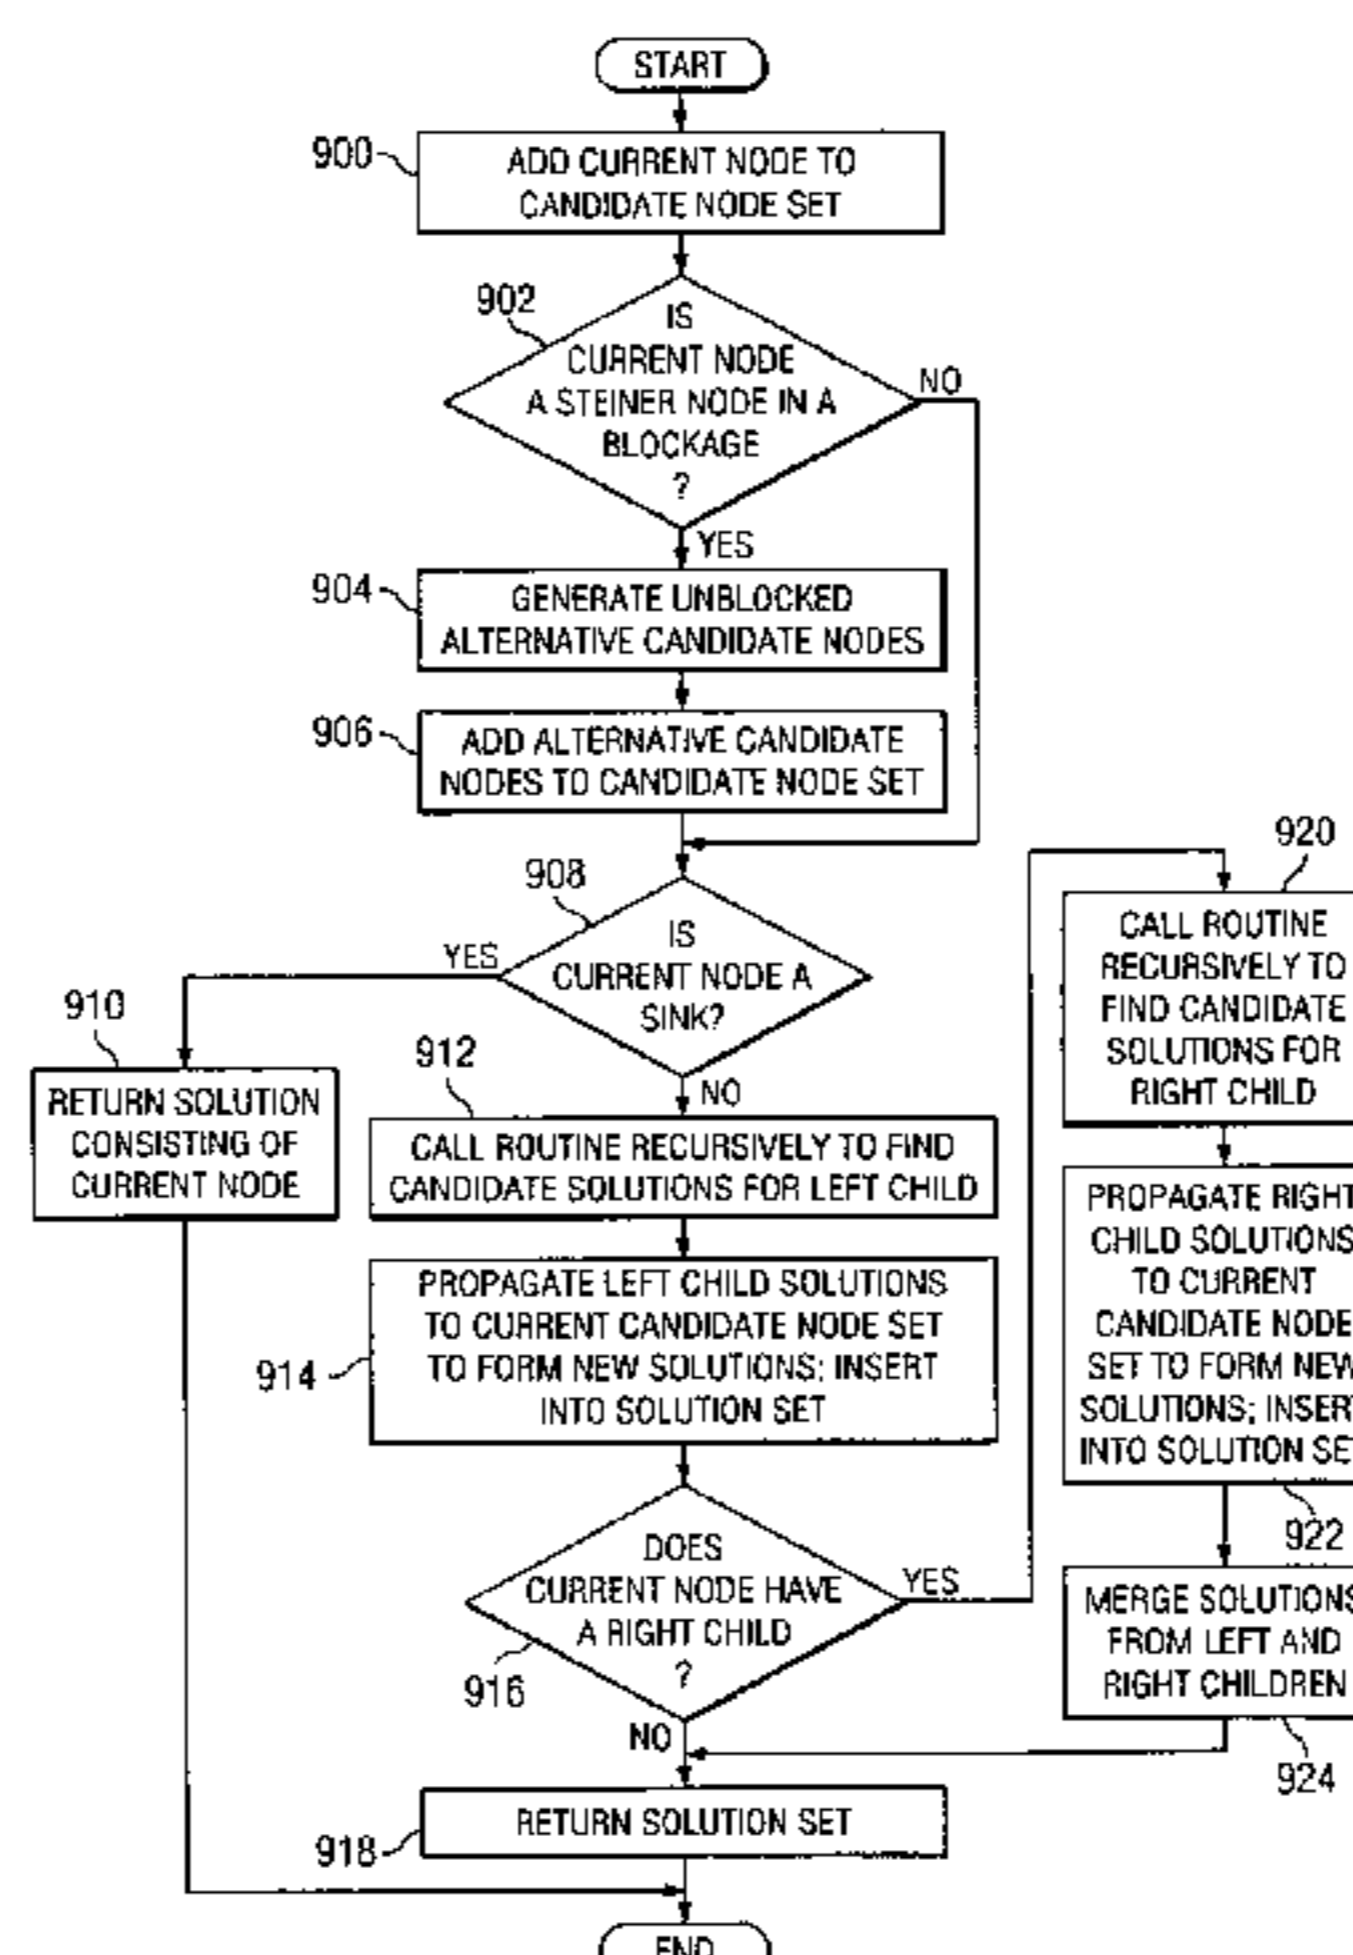 START
900
ADD CURRENT NODE TO
CANDIDATE NODE SET
902
IS
CURRENT NODE
A STEINER NODE IN A
BLOCKAGE
?
NO
YES
904
GENERATE UNBLOCKED
ALTERNATIVE CANDIDATE NODES
906
ADD ALTERNATIVE CANDIDATE
NODES TO CANDIDATE NODE SET
908
IS
CURRENT NODE A
SINK?
YES
NO
910
RETURN SOLUTION
CONSISTING OF
CURRENT NODE
912
CALL ROUTINE RECURSIVELY TO FIND
CANDIDATE SOLUTIONS FOR LEFT CHILD
914
PROPAGATE LEFT CHILD SOLUTIONS
TO CURRENT CANDIDATE NODE SET
TO FORM NEW SOLUTIONS; INSERT
INTO SOLUTION SET
916
DOES
CURRENT NODE HAVE
A RIGHT CHILD
?
YES
NO
920
CALL ROUTINE
RECURSIVELY TO
FIND CANDIDATE
SOLUTIONS FOR
RIGHT CHILD
922
PROPAGATE RIGHT
CHILD SOLUTIONS
TO CURRENT
CANDIDATE NODE
SET TO FORM NEW
SOLUTIONS; INSERT
INTO SOLUTION SET
924
MERGE SOLUTIONS
FROM LEFT AND
RIGHT CHILDREN
918
RETURN SOLUTION SET
END